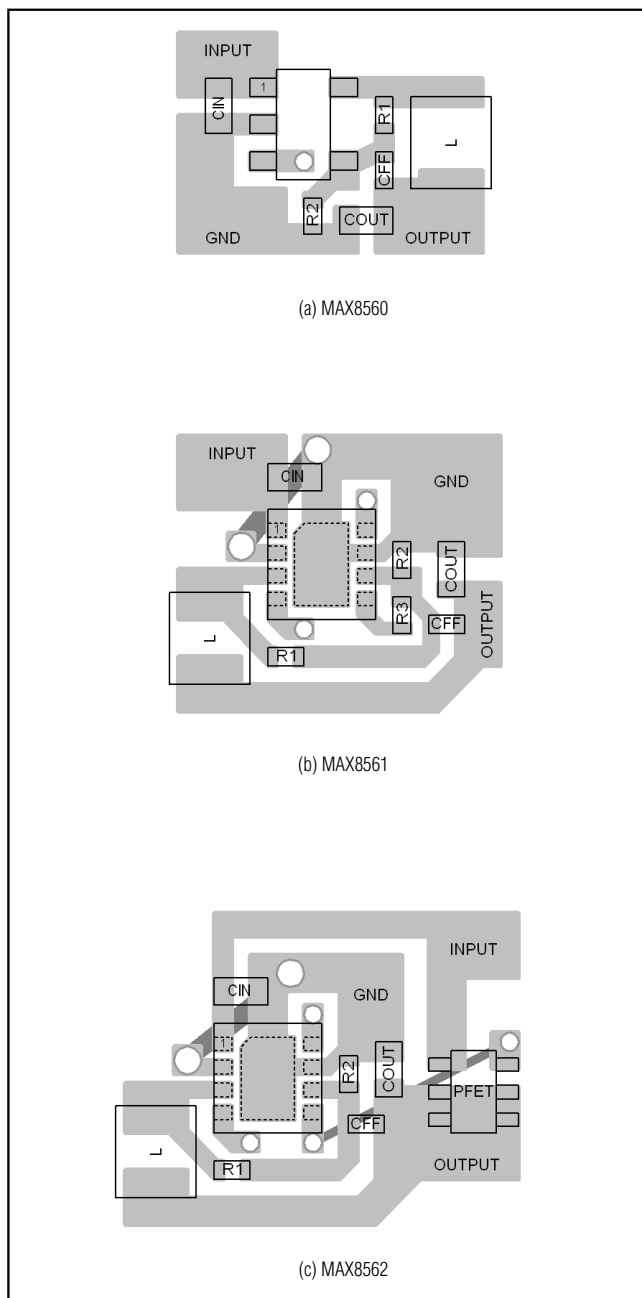 INPUT
1
CIN
R1
L
CFF
R2
COUT
GND
OUTPUT
(a) MAX8560
INPUT
CIN
GND
1
R2
COUT
R3
CFF
L
R1
OUTPUT
(b) MAX8561
INPUT
CIN
GND
1
R2
COUT
PFET
CFF
L
R1
OUTPUT
(c) MAX8562